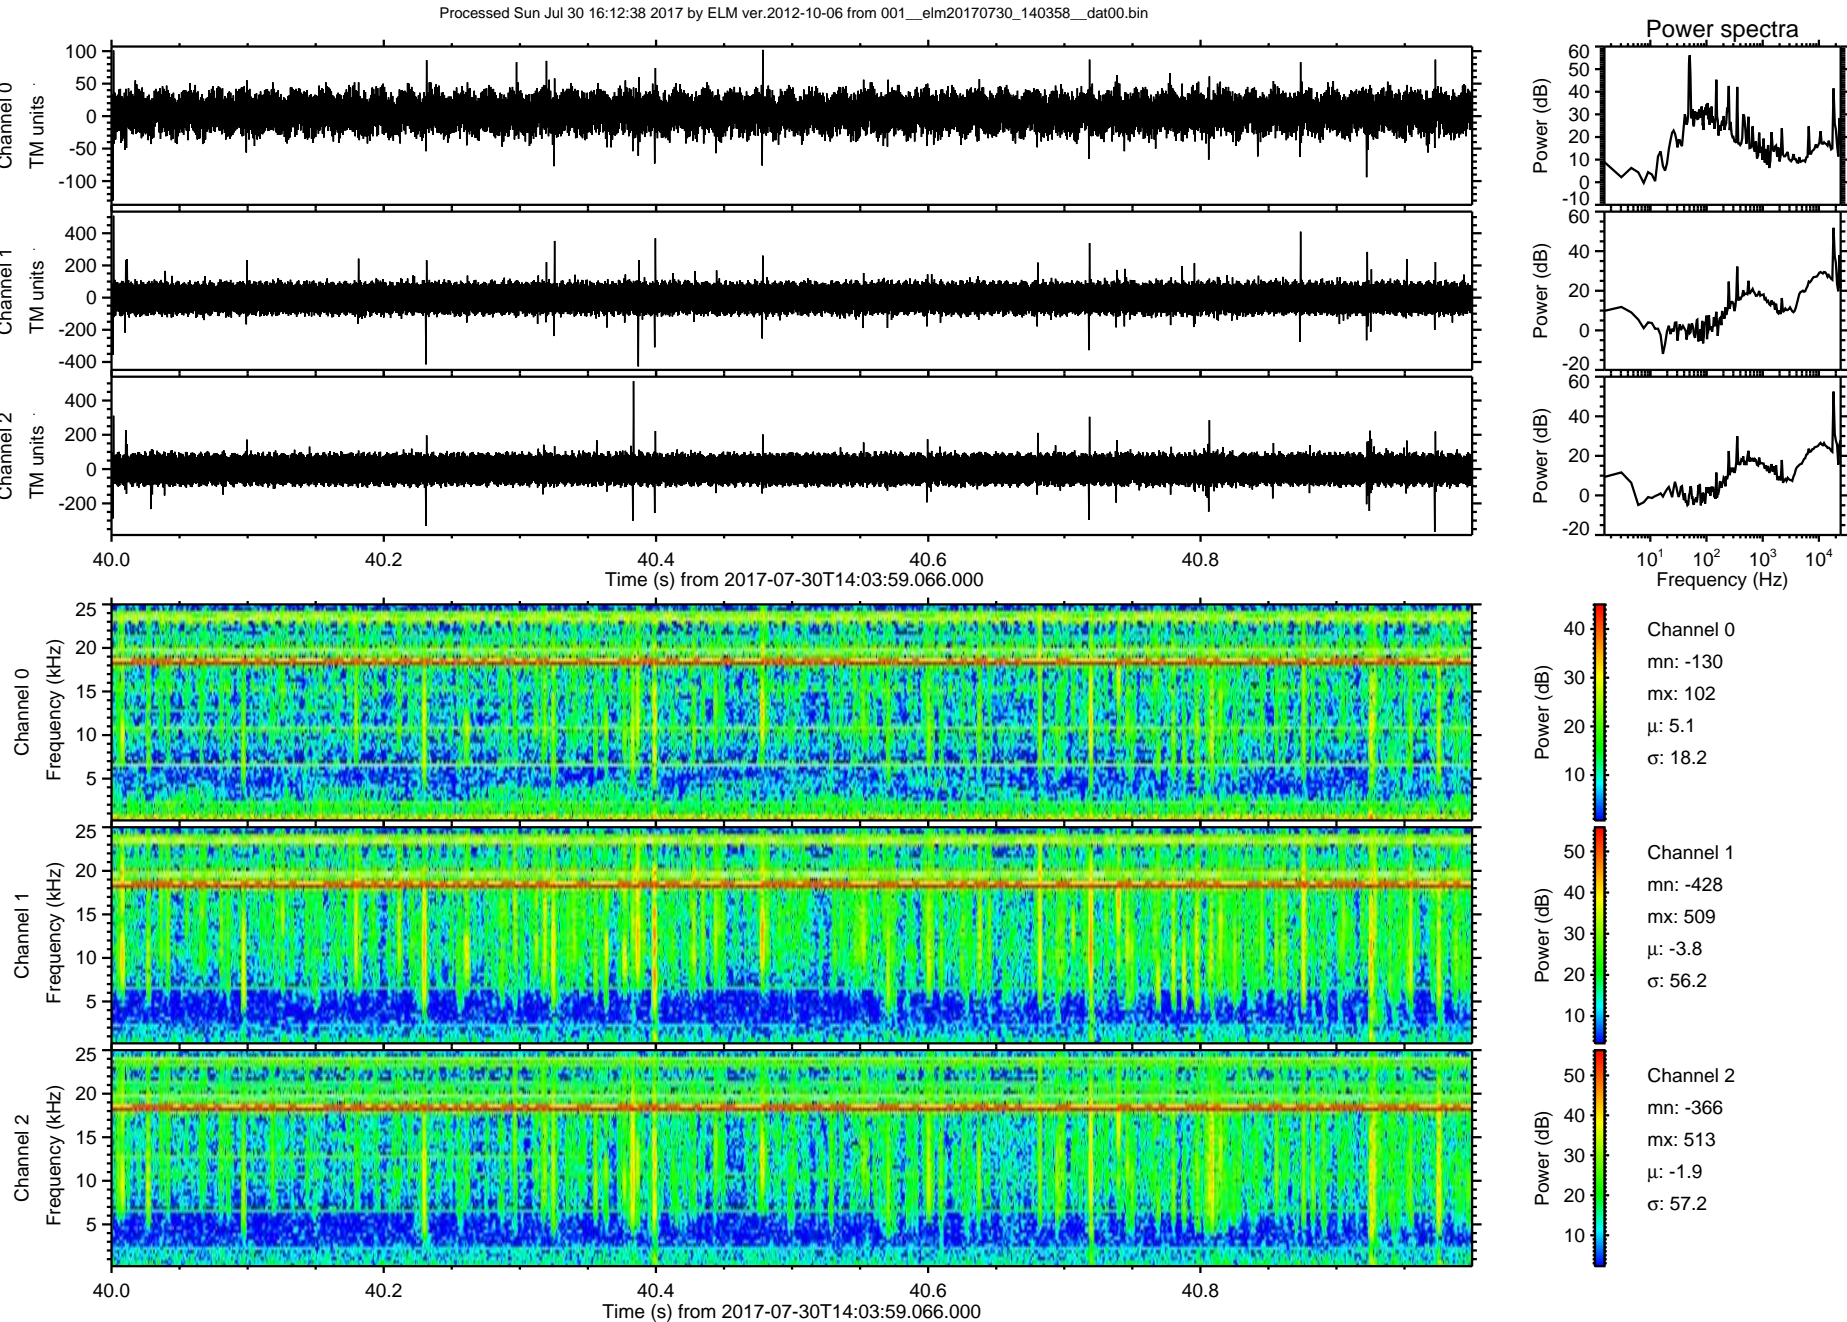 Processed Sun Jul 30 16:12:38 2017 by ELM ver.2012-10-06 from 001__elm20170730_140358__dat00.bin
Power spectra
Channel 0
TM units
100
50
0
-50
-100
Power (dB)
60
50
40
30
20
10
0
-10
Channel 1
TM units
400
200
0
-200
-400
Power (dB)
60
40
20
0
-20
Channel 2
TM units
400
200
0
-200
Power (dB)
60
40
20
0
-20
40.0 40.2 40.4 40.6 40.8
Time (s) from 2017-07-30T14:03:59.066.000
10^1 10^2 10^3 10^4
Frequency (Hz)
Channel 0
Frequency (kHz)
25
20
15
10
5
Power (dB)
40
30
20
10
Channel 0
mn: -130
mx: 102
μ: 5.1
σ: 18.2
Channel 1
Frequency (kHz)
25
20
15
10
5
Power (dB)
50
40
30
20
10
Channel 1
mn: -428
mx: 509
μ: -3.8
σ: 56.2
Channel 2
Frequency (kHz)
25
20
15
10
5
Power (dB)
50
40
30
20
10
Channel 2
mn: -366
mx: 513
μ: -1.9
σ: 57.2
40.0 40.2 40.4 40.6 40.8
Time (s) from 2017-07-30T14:03:59.066.000